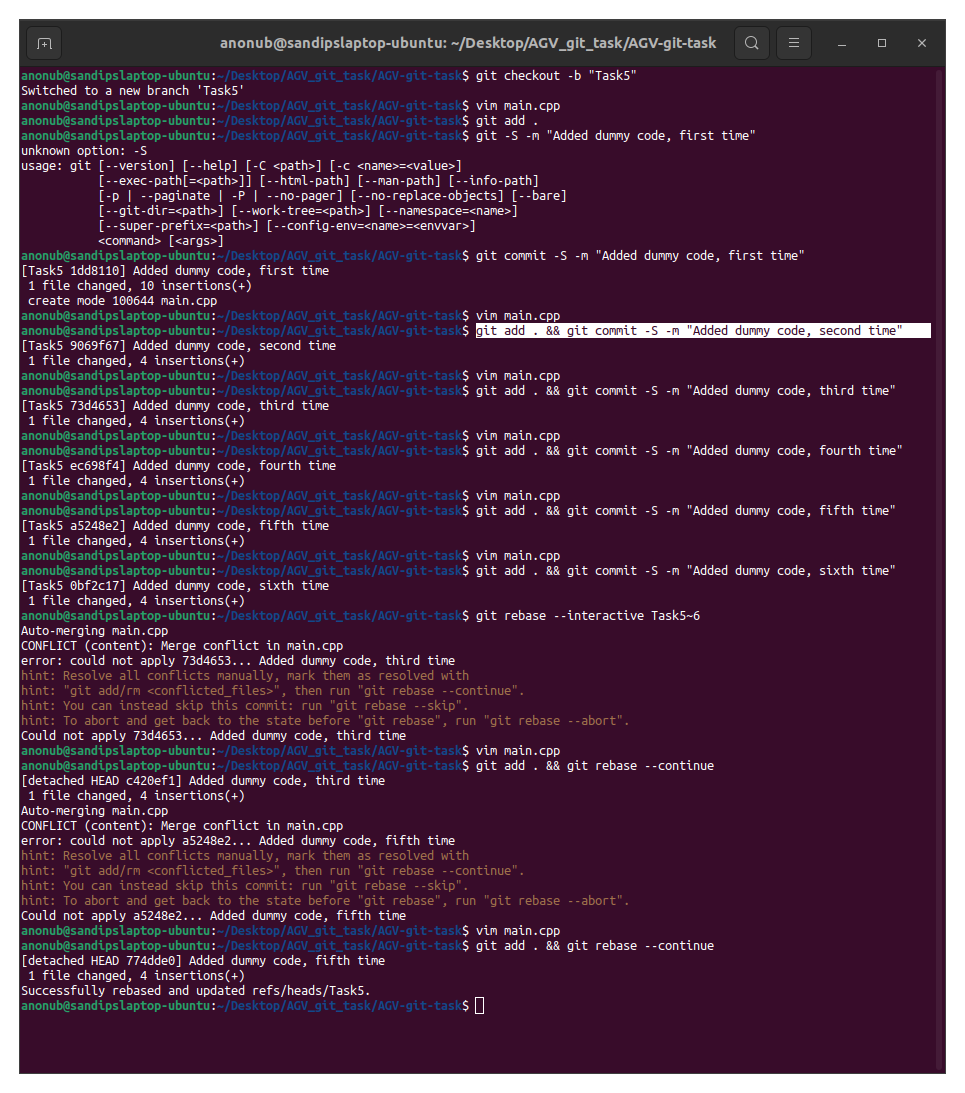 anonub@sandipslaptop-ubuntu: ~/Desktop/AGV_git_task/AGV-git-task
anonub@sandipslaptop-ubuntu:~/Desktop/AGV_git_task/AGV-git-task$ git checkout -b "Task5"
Switched to a new branch 'Task5'
anonub@sandipslaptop-ubuntu:~/Desktop/AGV_git_task/AGV-git-task$ vim main.cpp
anonub@sandipslaptop-ubuntu:~/Desktop/AGV_git_task/AGV-git-task$ git add .
anonub@sandipslaptop-ubuntu:~/Desktop/AGV_git_task/AGV-git-task$ git -S -m "Added dummy code, first time"
unknown option: -S
usage: git [--version] [--help] [-C <path>] [-c <name>=<value>]
           [--exec-path[=<path>]] [--html-path] [--man-path] [--info-path]
           [-p | --paginate | -P | --no-pager] [--no-replace-objects] [--bare]
           [--git-dir=<path>] [--work-tree=<path>] [--namespace=<name>]
           [--super-prefix=<path>] [--config-env=<name>=<envvar>]
           <command> [<args>]
anonub@sandipslaptop-ubuntu:~/Desktop/AGV_git_task/AGV-git-task$ git commit -S -m "Added dummy code, first time"
[Task5 1dd8110] Added dummy code, first time
 1 file changed, 10 insertions(+)
 create mode 100644 main.cpp
anonub@sandipslaptop-ubuntu:~/Desktop/AGV_git_task/AGV-git-task$ vim main.cpp
anonub@sandipslaptop-ubuntu:~/Desktop/AGV_git_task/AGV-git-task$ git add . && git commit -S -m "Added dummy code, second time"
[Task5 9069f67] Added dummy code, second time
 1 file changed, 4 insertions(+)
anonub@sandipslaptop-ubuntu:~/Desktop/AGV_git_task/AGV-git-task$ vim main.cpp
anonub@sandipslaptop-ubuntu:~/Desktop/AGV_git_task/AGV-git-task$ git add . && git commit -S -m "Added dummy code, third time"
[Task5 73d4653] Added dummy code, third time
 1 file changed, 4 insertions(+)
anonub@sandipslaptop-ubuntu:~/Desktop/AGV_git_task/AGV-git-task$ vim main.cpp
anonub@sandipslaptop-ubuntu:~/Desktop/AGV_git_task/AGV-git-task$ git add . && git commit -S -m "Added dummy code, fourth time"
[Task5 ec698f4] Added dummy code, fourth time
 1 file changed, 4 insertions(+)
anonub@sandipslaptop-ubuntu:~/Desktop/AGV_git_task/AGV-git-task$ vim main.cpp
anonub@sandipslaptop-ubuntu:~/Desktop/AGV_git_task/AGV-git-task$ git add . && git commit -S -m "Added dummy code, fifth time"
[Task5 a5248e2] Added dummy code, fifth time
 1 file changed, 4 insertions(+)
anonub@sandipslaptop-ubuntu:~/Desktop/AGV_git_task/AGV-git-task$ vim main.cpp
anonub@sandipslaptop-ubuntu:~/Desktop/AGV_git_task/AGV-git-task$ git add . && git commit -S -m "Added dummy code, sixth time"
[Task5 0bf2c17] Added dummy code, sixth time
 1 file changed, 4 insertions(+)
anonub@sandipslaptop-ubuntu:~/Desktop/AGV_git_task/AGV-git-task$ git rebase --interactive Task5~6
Auto-merging main.cpp
CONFLICT (content): Merge conflict in main.cpp
error: could not apply 73d4653... Added dummy code, third time
hint: Resolve all conflicts manually, mark them as resolved with
hint: "git add/rm <conflicted_files>", then run "git rebase --continue".
hint: You can instead skip this commit: run "git rebase --skip".
hint: To abort and get back to the state before "git rebase", run "git rebase --abort".
Could not apply 73d4653... Added dummy code, third time
anonub@sandipslaptop-ubuntu:~/Desktop/AGV_git_task/AGV-git-task$ vim main.cpp
anonub@sandipslaptop-ubuntu:~/Desktop/AGV_git_task/AGV-git-task$ git add . && git rebase --continue
[detached HEAD c420ef1] Added dummy code, third time
 1 file changed, 4 insertions(+)
Auto-merging main.cpp
CONFLICT (content): Merge conflict in main.cpp
error: could not apply a5248e2... Added dummy code, fifth time
hint: Resolve all conflicts manually, mark them as resolved with
hint: "git add/rm <conflicted_files>", then run "git rebase --continue".
hint: You can instead skip this commit: run "git rebase --skip".
hint: To abort and get back to the state before "git rebase", run "git rebase --abort".
Could not apply a5248e2... Added dummy code, fifth time
anonub@sandipslaptop-ubuntu:~/Desktop/AGV_git_task/AGV-git-task$ vim main.cpp
anonub@sandipslaptop-ubuntu:~/Desktop/AGV_git_task/AGV-git-task$ git add . && git rebase --continue
[detached HEAD 774dde0] Added dummy code, fifth time
 1 file changed, 4 insertions(+)
Successfully rebased and updated refs/heads/Task5.
anonub@sandipslaptop-ubuntu:~/Desktop/AGV_git_task/AGV-git-task$